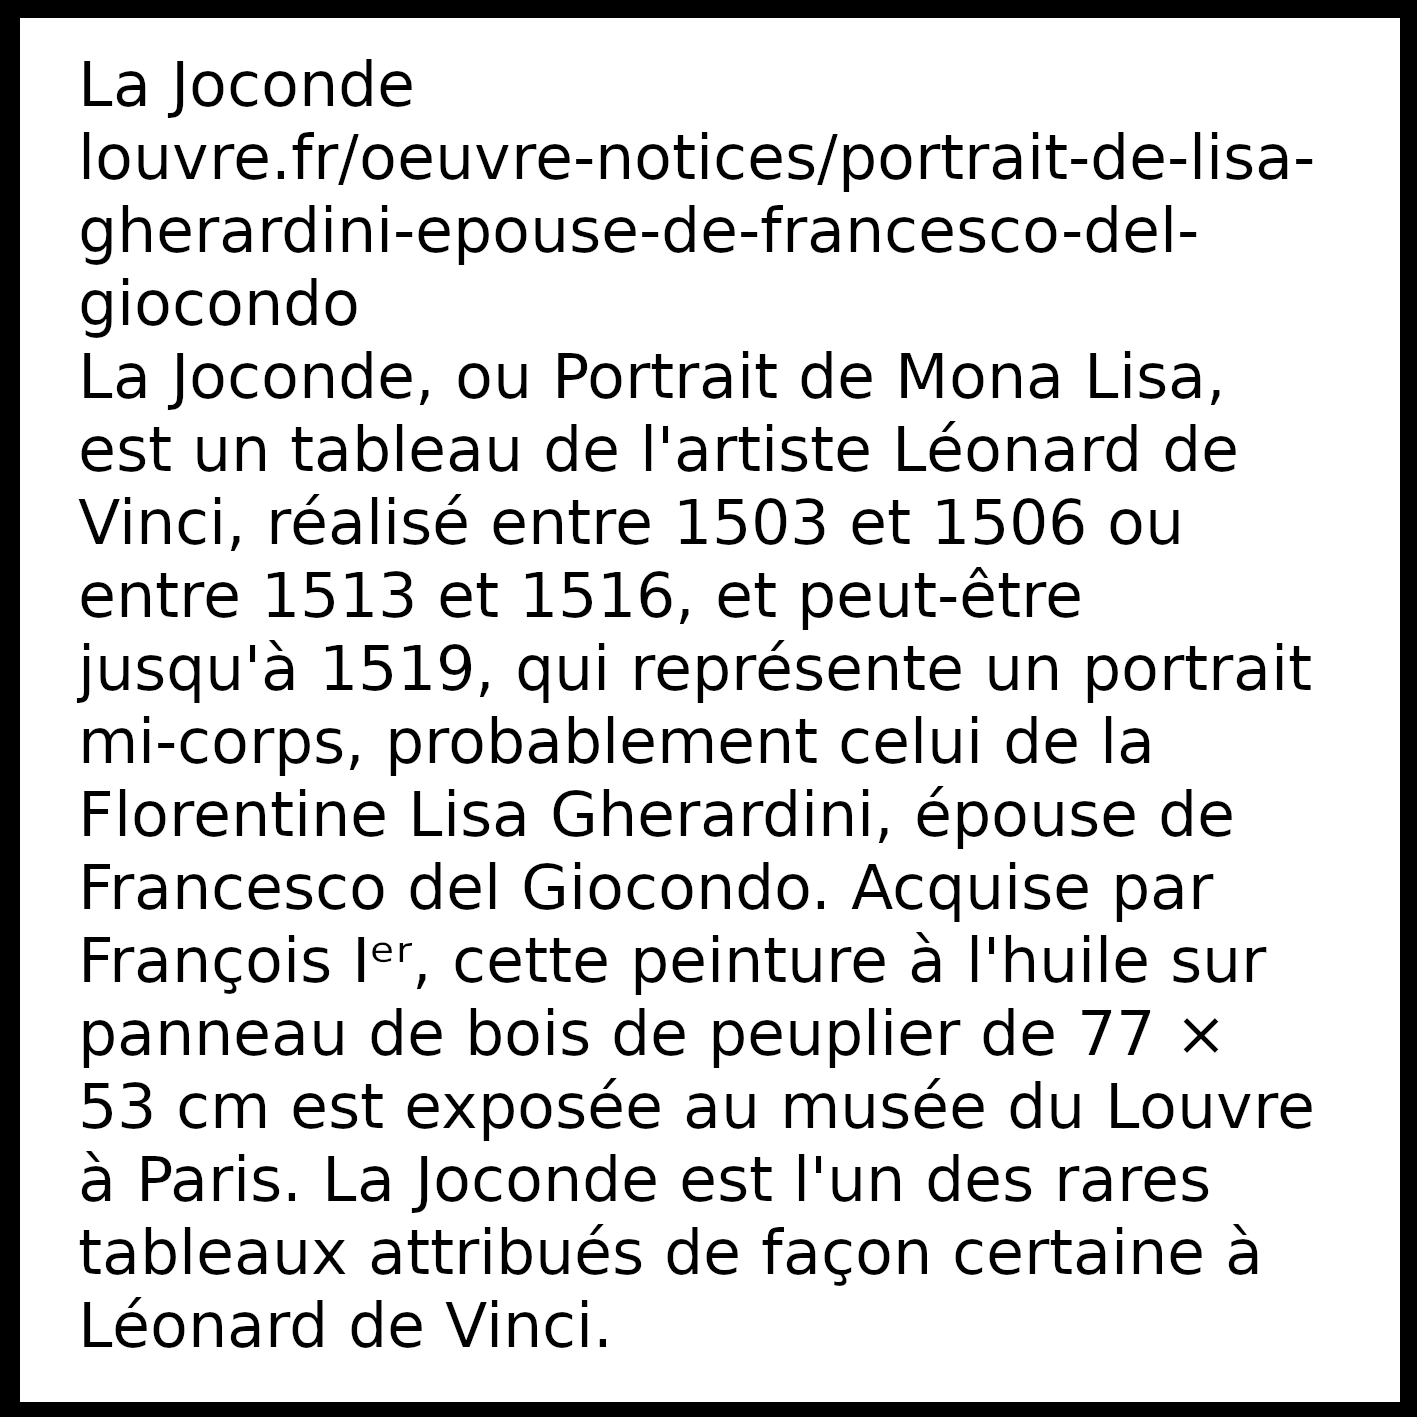 La Joconde
louvre.fr/oeuvre-notices/portrait-de-lisa-
gherardini-epouse-de-francesco-del-
giocondo
La Joconde, ou Portrait de Mona Lisa,
est un tableau de l'artiste Léonard de
Vinci, réalisé entre 1503 et 1506 ou
entre 1513 et 1516, et peut-être
jusqu'à 1519, qui représente un portrait
mi-corps, probablement celui de la
Florentine Lisa Gherardini, épouse de
Francesco del Giocondo. Acquise par
François Iᵉʳ, cette peinture à l'huile sur
panneau de bois de peuplier de 77 ×
53 cm est exposée au musée du Louvre
à Paris. La Joconde est l'un des rares
tableaux attribués de façon certaine à
Léonard de Vinci.